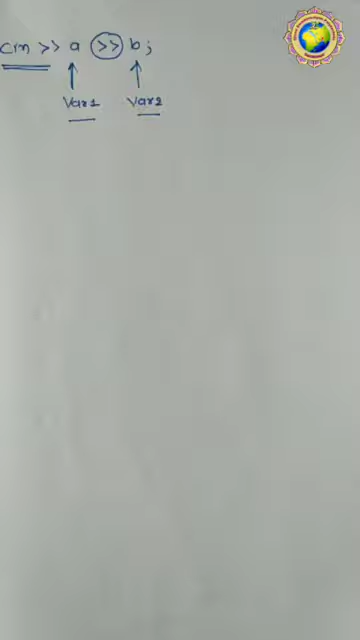 cin >> a >> b;
Var1 Var2